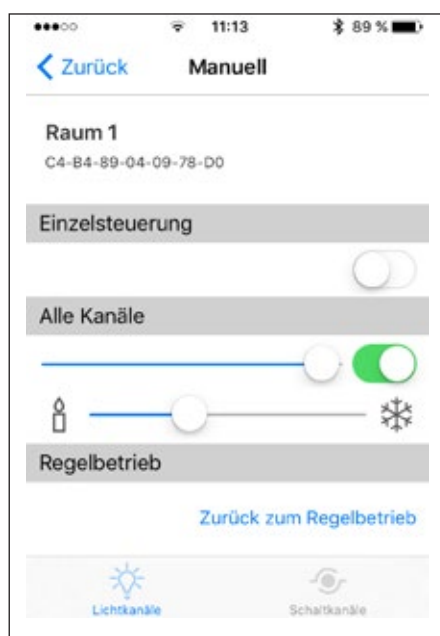 11:13 89 %
Zurück Manuell
Raum 1
C4-B4-89-04-09-78-D0
Einzelsteuerung
Alle Kanäle
Regelbetrieb
Zurück zum Regelbetrieb
Lichtkanäle Schaltkanäle